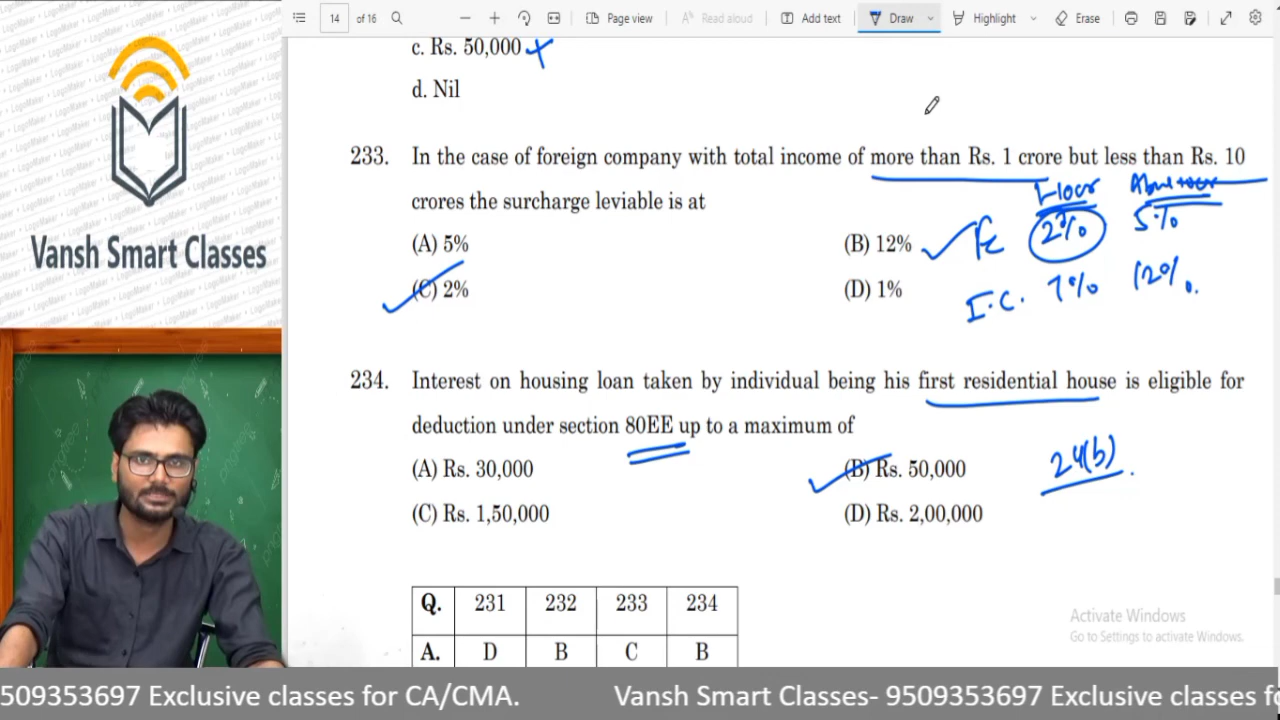 14 of 16 Page view Read aloud Add text Draw Highlight Erase
c. Rs. 50,000
d. Nil
Vansh Smart Classes
233. In the case of foreign company with total income of more than Rs. 1 crore but less than Rs. 10
crores the surcharge leviable is at
1-10cr
(A) 5% (B) 12%
FC 2% 5%
(C) 2% (D) 1%
I.C. 7% 12%.
234. Interest on housing loan taken by individual being his first residential house is eligible for
deduction under section 80EE up to a maximum of
(A) Rs. 30,000 (B) Rs. 50,000
24(b)
(C) Rs. 1,50,000 (D) Rs. 2,00,000
Q. 231 232 233 234
A. D B C B
Activate Windows
Go to Settings to activate Windows.
509353697 Exclusive classes for CA/CMA. Vansh Smart Classes- 9509353697 Exclusive classes fo